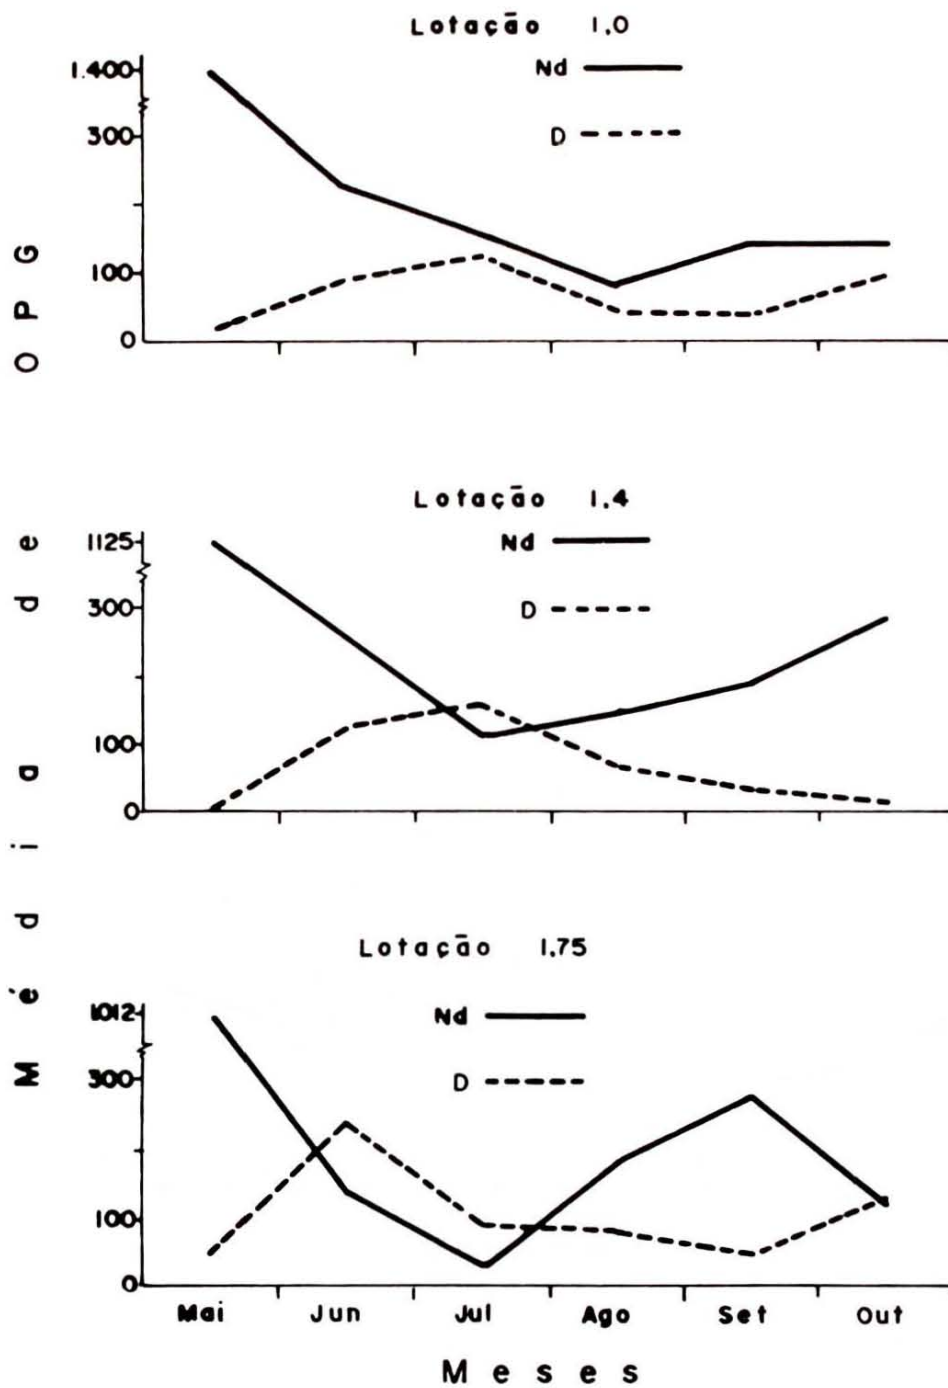 Lotação 1.0
Nd
D
1.400
300
100
0
Lotação 1.4
Nd
D
1125
300
100
0
Lotação 1.75
Nd
D
1012
300
100
0
Mai Jun Jul Ago Set Out
Meses
Média de OPG